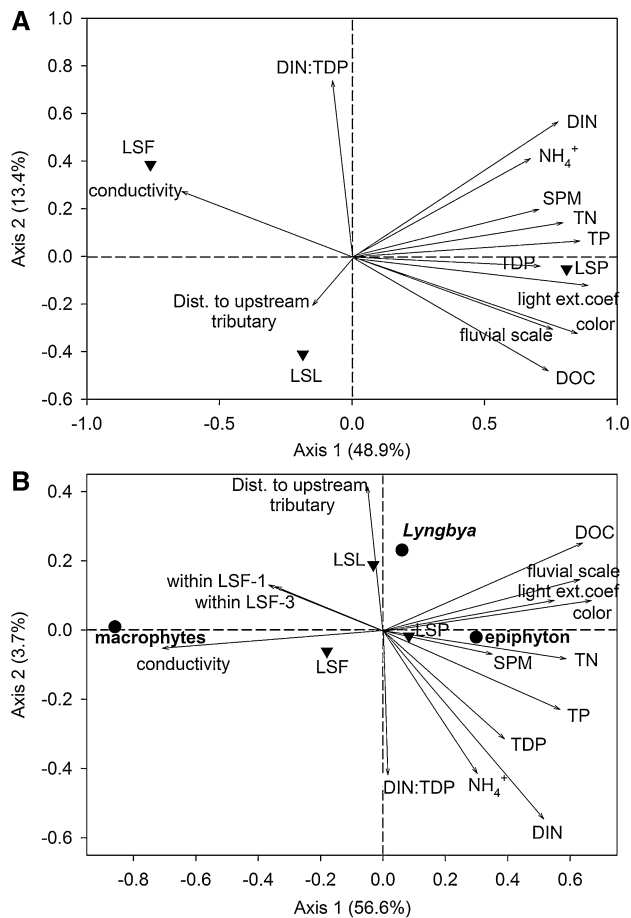 A
1.0
0.8
0.6
0.4
0.2
0.0
-0.2
-0.4
-0.6
Axis 2 (13.4%)
DIN:TDP
DIN
LSF
NH4+
conductivity
SPM
TN
TP
TDP
LSP
light ext.coef
Dist. to upstream
tributary
color
fluvial scale
LSL
DOC
-1.0
-0.5
0.0
0.5
1.0
Axis 1 (48.9%)
B
0.4
0.2
0.0
-0.2
-0.4
-0.6
Axis 2 (3.7%)
Dist. to upstream
tributary
Lyngbya
DOC
LSL
fluvial scale
within LSF-1
light ext.coef
within LSF-3
color
macrophytes
LSP
epiphyton
conductivity
LSF
SPM
TN
TP
TDP
DIN:TDP
NH4+
DIN
-0.8
-0.6
-0.4
-0.2
0.0
0.2
0.4
0.6
Axis 1 (56.6%)